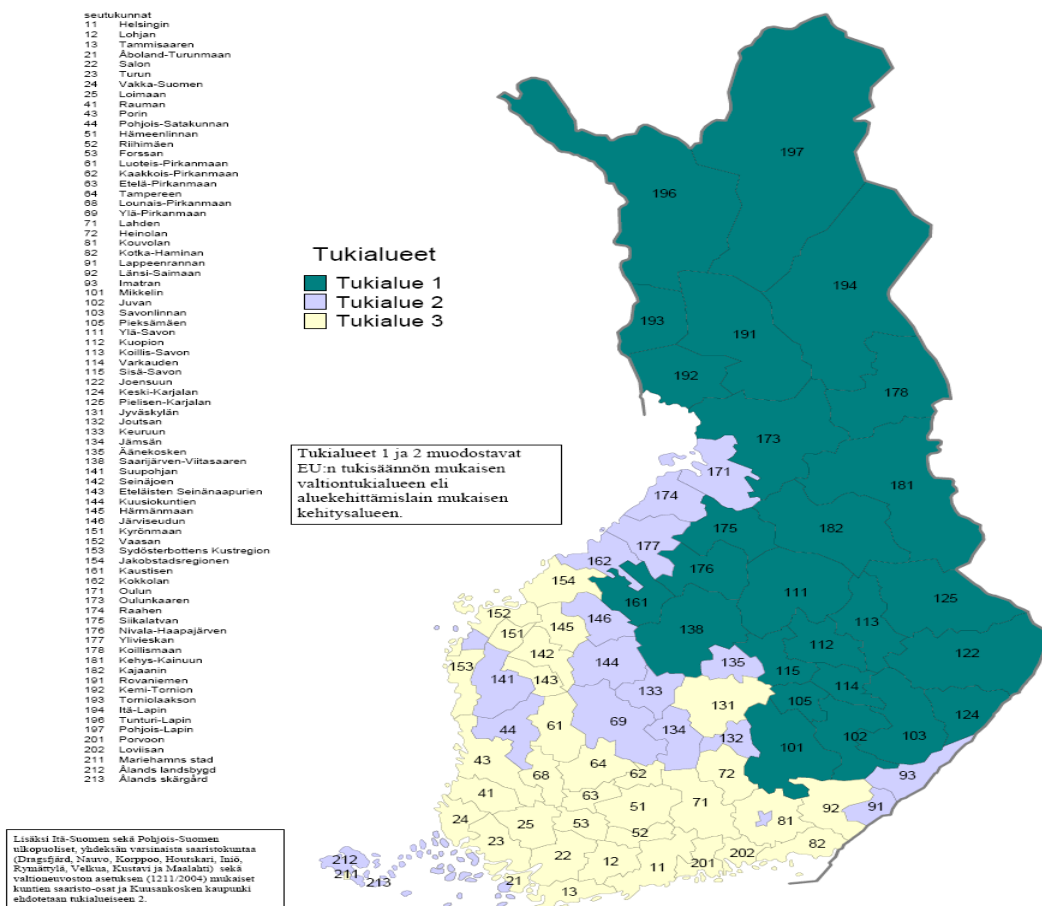 seutukunnat
11 Helsingin
12 Lohjan
13 Tammisaaren
21 Åboland-Turunmaan
22 Salon
23 Turun
24 Vakka-Suomen
25 Loimaan
41 Rauman
43 Porin
44 Pohjois-Satakunnan
51 Hämeenlinnan
52 Riihimäen
53 Forssan
61 Luoteis-Pirkanmaan
62 Kaakkois-Pirkanmaan
63 Etelä-Pirkanmaan
64 Tampereen
68 Lounais-Pirkanmaan
69 Ylä-Pirkanmaan
71 Lahden
72 Heinolan
81 Kouvolan
82 Kotka-Haminan
91 Lappeenrannan
92 Länsi-Saimaan
93 Imatran
101 Mikkelin
102 Juvan
103 Savonlinnan
105 Pieksämäen
111 Ylä-Savon
112 Kuopion
113 Koillis-Savon
114 Varkauden
115 Sisä-Savon
122 Joensuun
124 Keski-Karjalan
125 Pielisen-Karjalan
131 Jyväskylän
132 Joutsan
133 Keuruun
134 Jämsän
135 Äänekosken
138 Saarijärven-Viitasaaren
141 Suupohjan
142 Seinäjoen
143 Eteläisten Seinänaapurien
144 Kuusiokuntien
145 Härmänmaan
146 Järviseudun
151 Kyrönmaan
152 Vaasan
153 Sydösterbottens Kustregion
154 Jakobstadsregionen
161 Kaustisen
162 Kokkolan
171 Oulun
173 Oulunkaaren
174 Raahen
175 Siikalatvan
176 Nivala-Haapajärven
177 Ylivieskan
178 Koillismaan
181 Kehys-Kainuun
182 Kajaanin
191 Rovaniemen
192 Kemi-Tornion
193 Torniolaakson
194 Itä-Lapin
196 Tunturi-Lapin
197 Pohjois-Lapin
201 Porvoon
202 Loviisan
211 Mariehamns stad
212 Ålands landsbygd
213 Ålands skärgård
Tukialueet
Tukialue 1
Tukialue 2
Tukialue 3
Tukialueet 1 ja 2 muodostavat
EU:n tukisäännön mukaisen
valtiontukialueen eli
aluekehittämislain mukaisen
kehitysalueen.
Lisäksi Itä-Suomen sekä Pohjois-Suomen
ulkopuoliset, yhdeksän varsinaista saaristokuntaa
(Dragsfjärd, Nauvo, Korppoo, Houtskari, Iniö,
Rymättylä, Velkua, Kustavi ja Maalahti) sekä
valtioneuvoston asetuksen (1211/2004) mukaiset
kuntien saaristo-osat ja Kuusankosken kaupunki
ehdotetaan tukialueiseen 2.
197
196
194
193
191
192
178
173
171
181
174
175
182
177
162
176
154
161
111
125
152
146
113
145
138
151
112
122
142
144
135
115
153
141
143
133
114
131
105
124
44
61
69
134
132
101
102
103
43
64
72
93
68
62
41
63
51
71
92
91
24
25
53
81
23
52
82
22
12
11
201
202
212
211
213
21
13